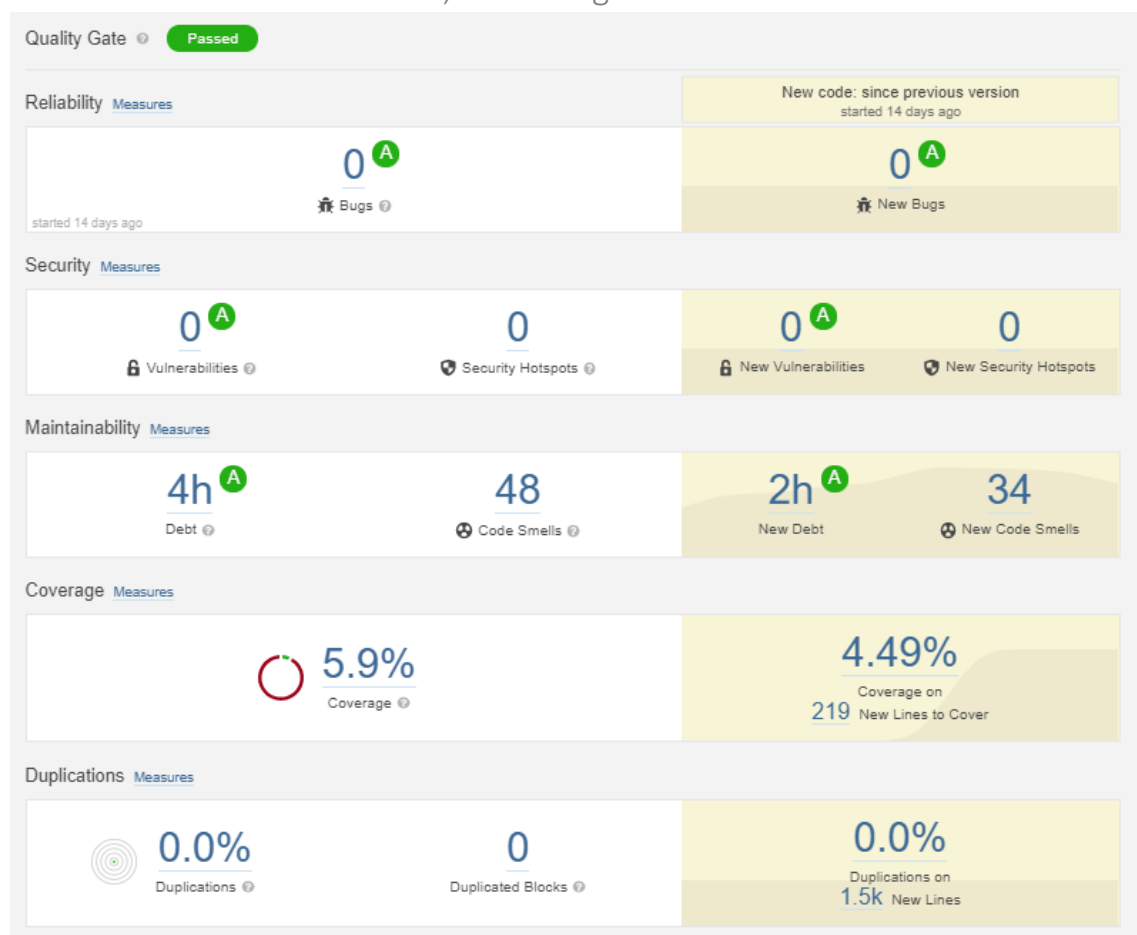 Quality Gate Passed
Reliability Measures
New code: since previous version
started 14 days ago
0 A
Bugs
started 14 days ago
0 A
New Bugs
Security Measures
0 A
Vulnerabilities
0
Security Hotspots
0 A
New Vulnerabilities
0
New Security Hotspots
Maintainability Measures
4h A
Debt
48
Code Smells
2h A
New Debt
34
New Code Smells
Coverage Measures
5.9%
Coverage
4.49%
Coverage on
219 New Lines to Cover
Duplications Measures
0.0%
Duplications
0
Duplicated Blocks
0.0%
Duplications on
1.5k New Lines